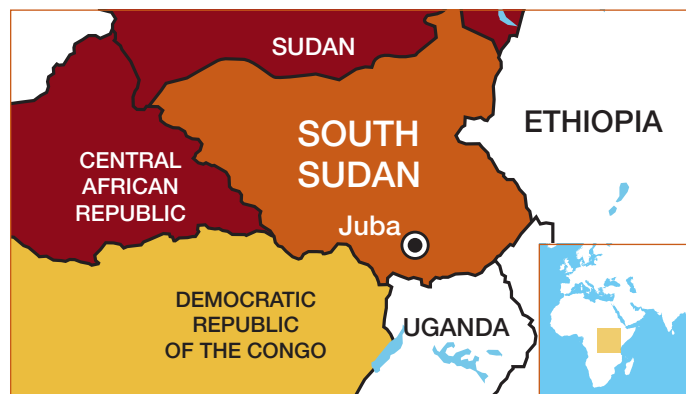 SUDAN
ETHIOPIA
SOUTH
SUDAN
CENTRAL
AFRICAN
REPUBLIC
Juba
DEMOCRATIC
REPUBLIC
OF THE CONGO
UGANDA